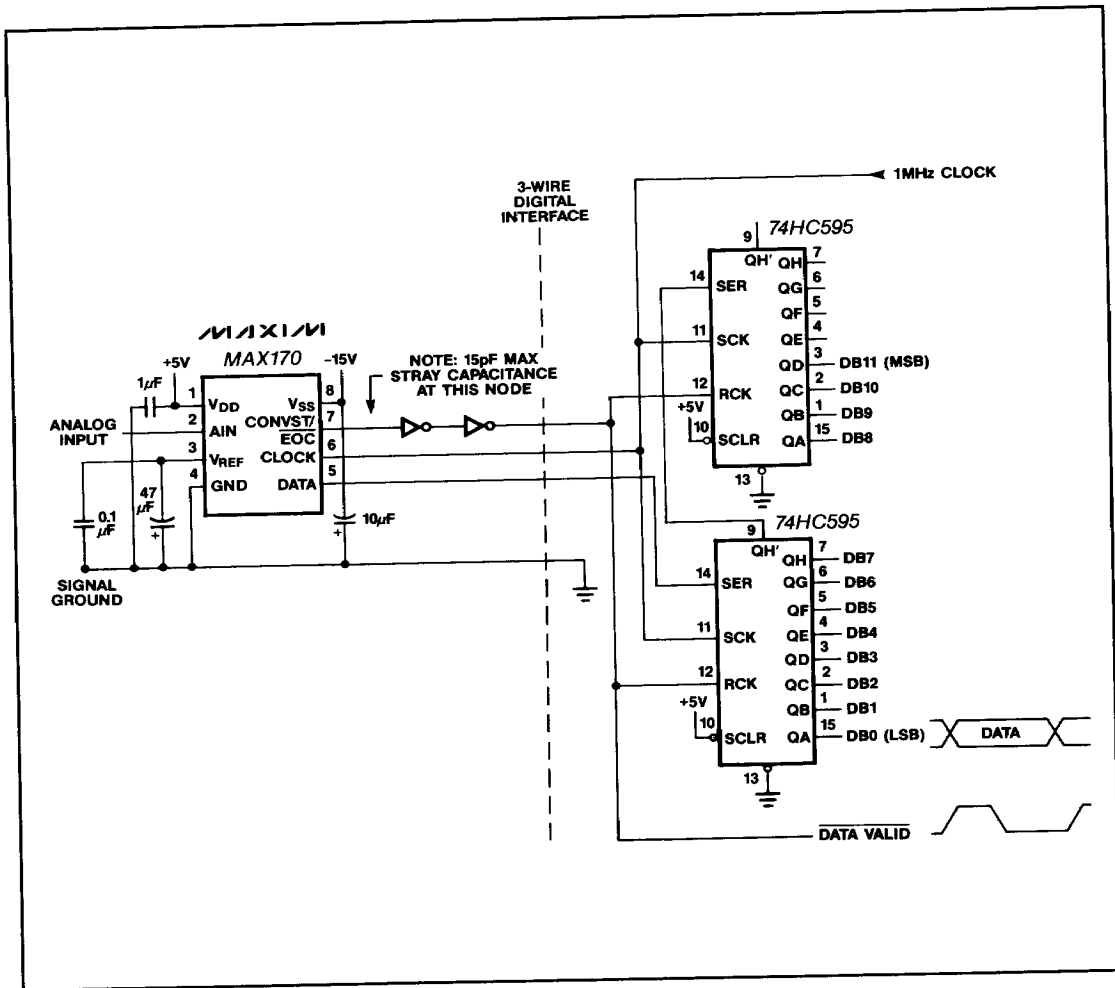 1MHz CLOCK
3-WIRE
DIGITAL
INTERFACE
74HC595
9
QH'
QH 7
14 SER
QG 6
QF 5
11 SCK
QE 4
QD 3 DB11 (MSB)
12 RCK
QC 2 DB10
+5V
QB 1 DB9
10 SCLR
QA 15 DB8
13
MAXIM
MAX170
+5V
-15V
NOTE: 15pF MAX
STRAY CAPACITANCE
AT THIS NODE
1µF
1 VDD
VSS 8
ANALOG
INPUT
2 AIN
CONVST/
EOC 7
3 VREF
CLOCK 6
4 GND
DATA 5
0.1
µF
47
µF
+
10µF
+
SIGNAL
GROUND
74HC595
9
QH'
QH 7 DB7
14 SER
QG 6 DB6
QF 5 DB5
11 SCK
QE 4 DB4
QD 3 DB3
12 RCK
QC 2 DB2
+5V
QB 1 DB1
10 SCLR
QA 15 DB0 (LSB)
DATA
13
DATA VALID